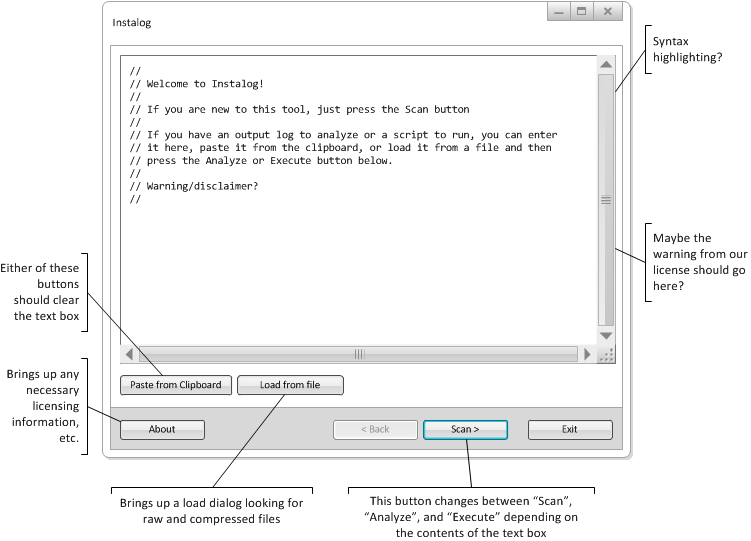 Instalog
//
// Welcome to Instalog!
//
// If you are new to this tool, just press the Scan button
//
// If you have an output log to analyze or a script to run, you can enter
// it here, paste it from the clipboard, or load it from a file and then
// press the Analyze or Execute button below.
//
// Warning/disclaimer?
//
Syntax
highlighting?
Maybe the
warning from our
license should go
here?
Either of these
buttons
should clear
the text box
Paste from Clipboard
Load from file
Brings up any
necessary
licensing
information,
etc.
About
< Back
Scan >
Exit
Brings up a load dialog looking for
raw and compressed files
This button changes between “Scan”,
“Analyze”, and “Execute” depending on
the contents of the text box